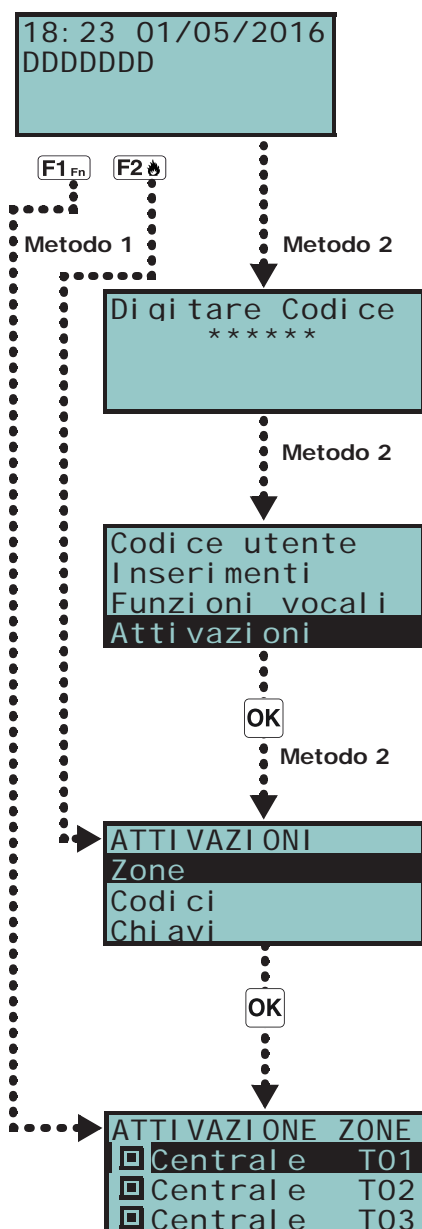 18:23 01/05/2016
DDDDDDD
F1 Fn F2
Metodo 1
Metodo 2
Digitare Codice
******
Metodo 2
Codice utente
Inserimenti
Funzioni vocali
Attivazioni
OK
Metodo 2
ATTIVAZIONI
Zone
Codici
Chiavi
OK
ATTIVAZIONE ZONE
Centrale T01
Centrale T02
Centrale T03